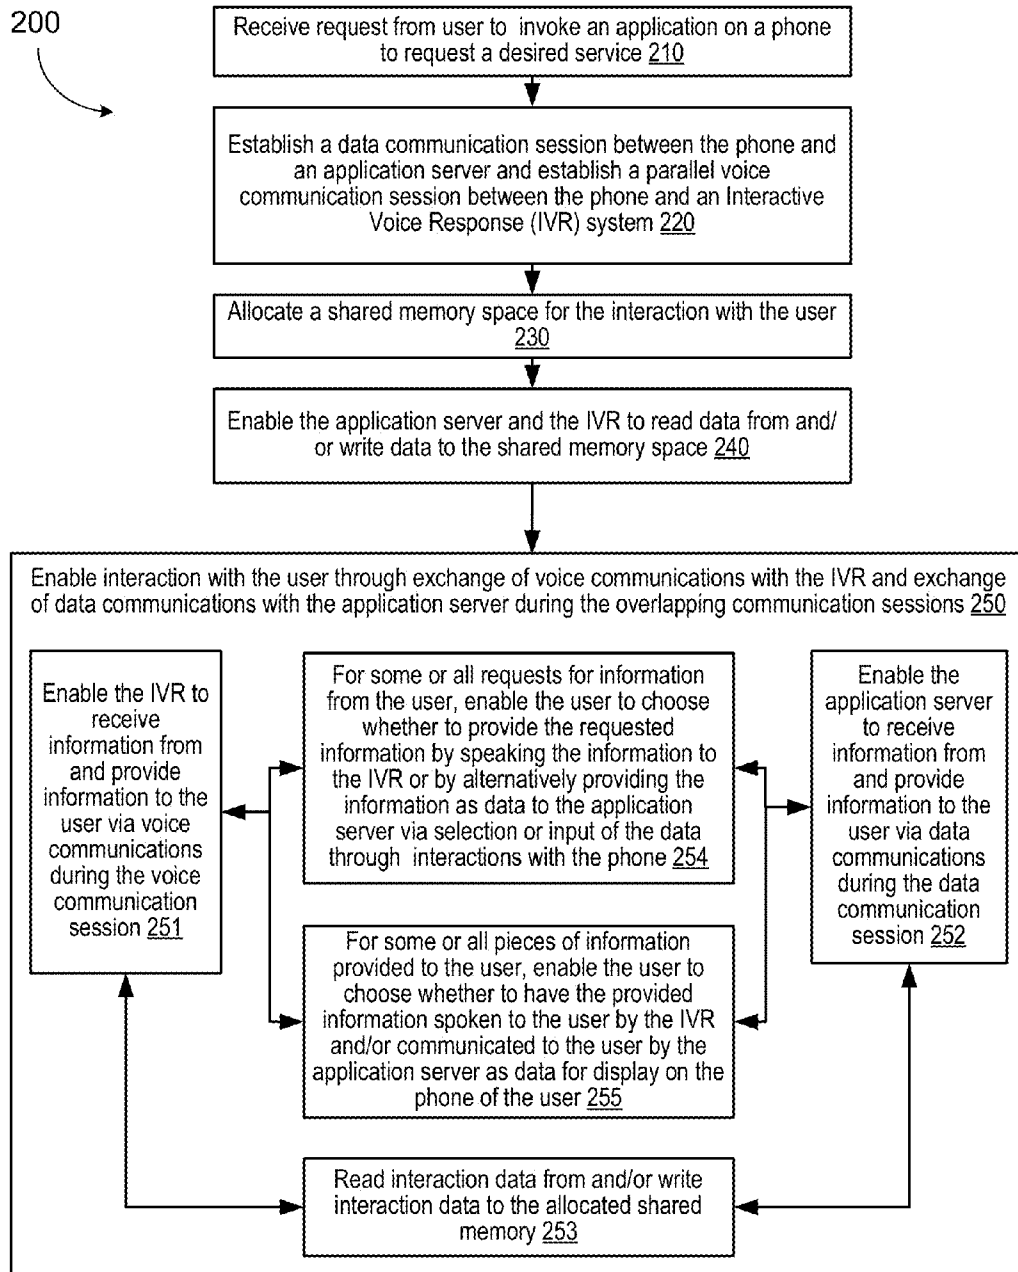 200
Receive request from user to invoke an application on a phone
to request a desired service 210
Establish a data communication session between the phone and
an application server and establish a parallel voice
communication session between the phone and an Interactive
Voice Response (IVR) system 220
Allocate a shared memory space for the interaction with the user
230
Enable the application server and the IVR to read data from and/
or write data to the shared memory space 240
Enable interaction with the user through exchange of voice communications with the IVR and exchange
of data communications with the application server during the overlapping communication sessions 250
Enable the IVR to
receive
information from
and provide
information to the
user via voice
communications
during the voice
communication
session 251
For some or all requests for information
from the user, enable the user to choose
whether to provide the requested
information by speaking the information to
the IVR or by alternatively providing the
information as data to the application
server via selection or input of the data
through interactions with the phone 254
Enable the
application server
to receive
information from
and provide
information to the
user via data
communications
during the data
communication
session 252
For some or all pieces of information
provided to the user, enable the user to
choose whether to have the provided
information spoken to the user by the IVR
and/or communicated to the user by the
application server as data for display on the
phone of the user 255
Read interaction data from and/or write
interaction data to the allocated shared
memory 253